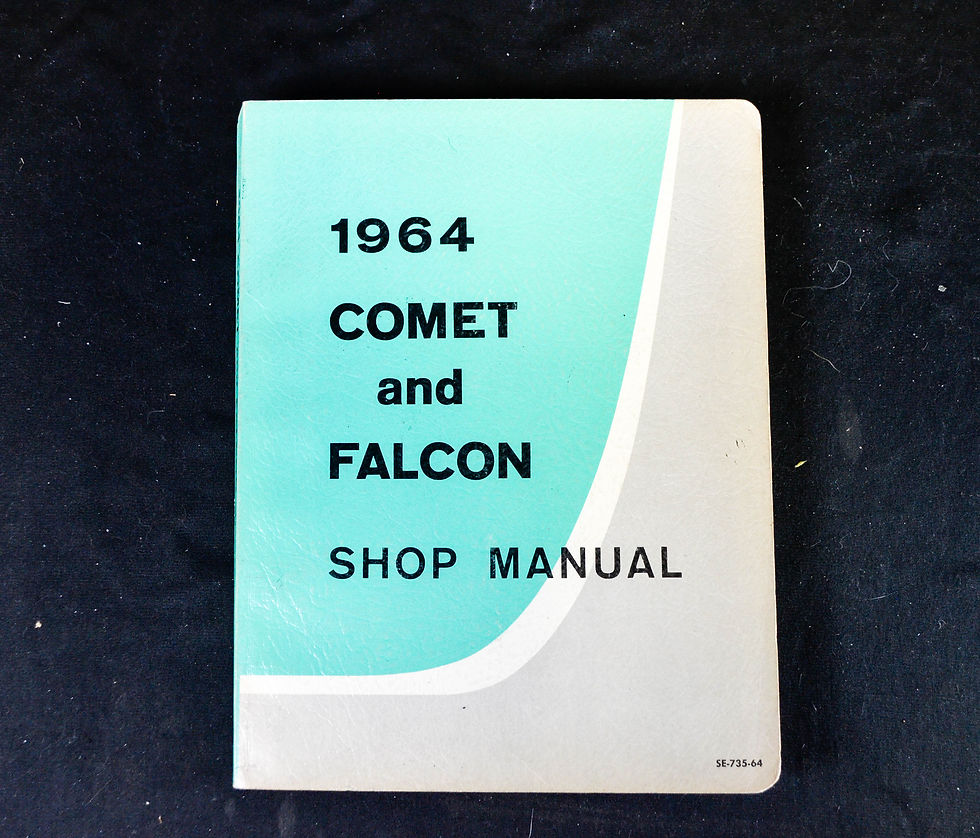 1964
COMET
and
FALCON
SHOP MANUAL
SE-735-64